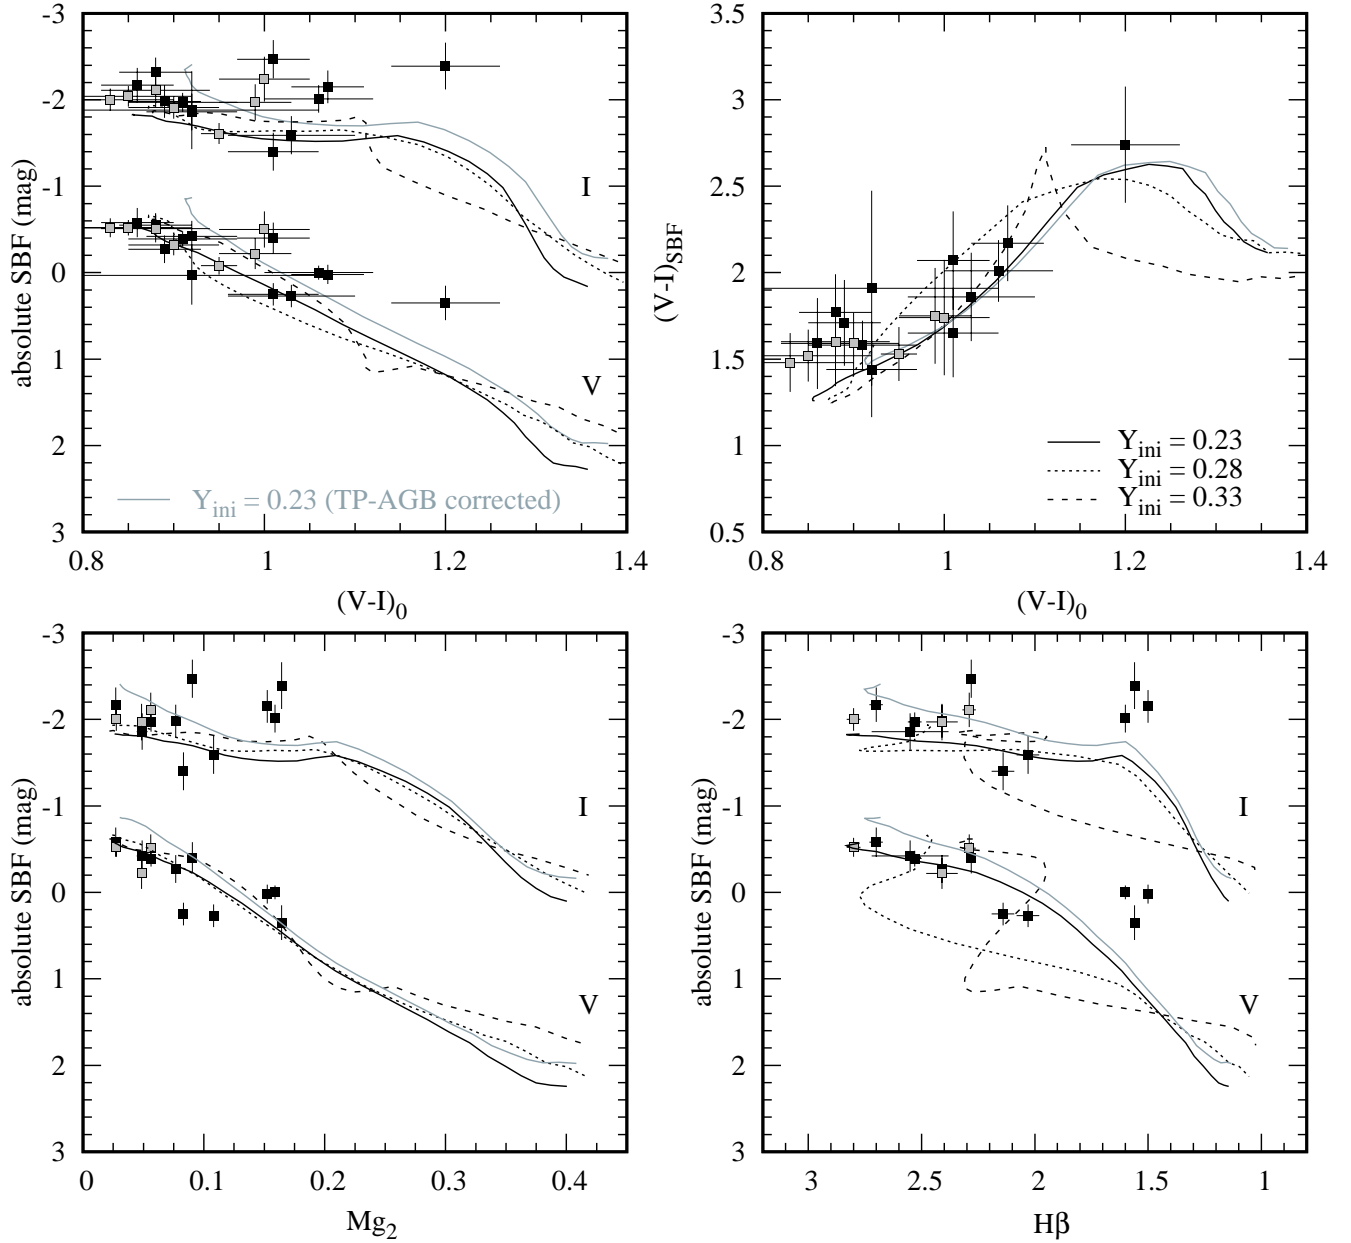 -3
-2
-1
0
1
2
3
absolute SBF (mag)
I
V
Y_ini = 0.23 (TP-AGB corrected)
0.8
1
1.2
1.4
(V-I)_0
3.5
3
2.5
2
1.5
1
0.5
(V-I)_SBF
Y_ini = 0.23
Y_ini = 0.28
Y_ini = 0.33
0.8
1
1.2
1.4
(V-I)_0
-3
-2
-1
0
1
2
3
absolute SBF (mag)
I
V
0
0.1
0.2
0.3
0.4
Mg_2
-3
-2
-1
0
1
2
3
absolute SBF (mag)
I
V
3
2.5
2
1.5
1
Hβ